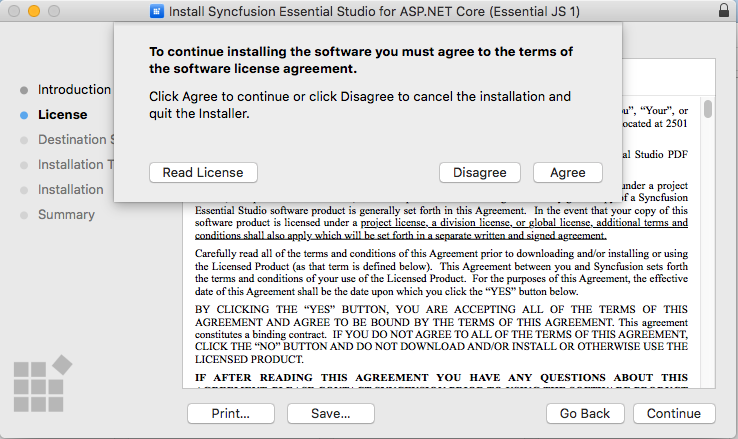 Install Syncfusion Essential Studio for ASP.NET Core (Essential JS 1)
To continue installing the software you must agree to the terms of
the software license agreement.
Click Agree to continue or click Disagree to cancel the installation and
quit the Installer.
Read License
Disagree
Agree
Introduction
License
Destination S
Installation T
Installation
Summary
ou", "Your", or
ocated at 2501
al Studio PDF
under a project
of a Syncfusion
Essential Studio software product is generally set forth in this Agreement. In the event that your copy of this
software product is licensed under a project license, a division license, or global license, additional terms and
conditions shall also apply which will be set forth in a separate written and signed agreement.
Carefully read all of the terms and conditions of this Agreement prior to downloading and/or installing or using
the Licensed Product (as that term is defined below). This Agreement between you and Syncfusion sets forth
the terms and conditions of your use of the Licensed Product. For the purposes of this Agreement, the effective
date of this Agreement shall be the date upon which you click the "YES" button below.
BY CLICKING THE "YES" BUTTON, YOU ARE ACCEPTING ALL OF THE TERMS OF THIS
AGREEMENT AND AGREE TO BE BOUND BY THE TERMS OF THIS AGREEMENT. This agreement
constitutes a binding contract. IF YOU DO NOT AGREE TO ALL OF THE TERMS OF THIS AGREEMENT,
CLICK THE "NO" BUTTON AND DO NOT DOWNLOAD AND/OR INSTALL OR OTHERWISE USE THE
LICENSED PRODUCT.
IF AFTER READING THIS AGREEMENT YOU HAVE ANY QUESTIONS ABOUT THIS
Print...
Save...
Go Back
Continue